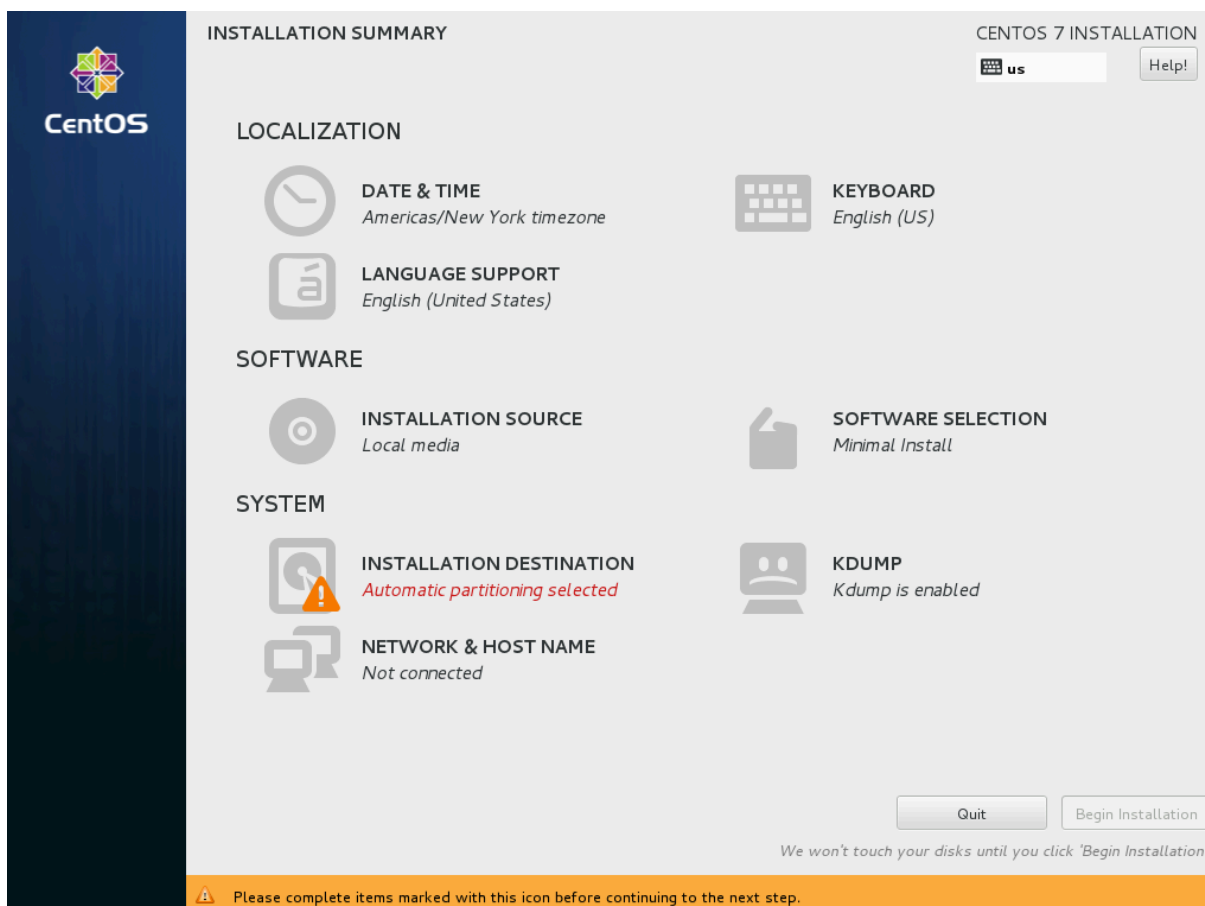 INSTALLATION SUMMARY
CENTOS 7 INSTALLATION
us
Help!
CentOS
LOCALIZATION
DATE & TIME
Americas/New York timezone
KEYBOARD
English (US)
LANGUAGE SUPPORT
English (United States)
SOFTWARE
INSTALLATION SOURCE
Local media
SOFTWARE SELECTION
Minimal Install
SYSTEM
INSTALLATION DESTINATION
Automatic partitioning selected
KDUMP
Kdump is enabled
NETWORK & HOST NAME
Not connected
Quit
Begin Installation
We won't touch your disks until you click 'Begin Installation
Please complete items marked with this icon before continuing to the next step.